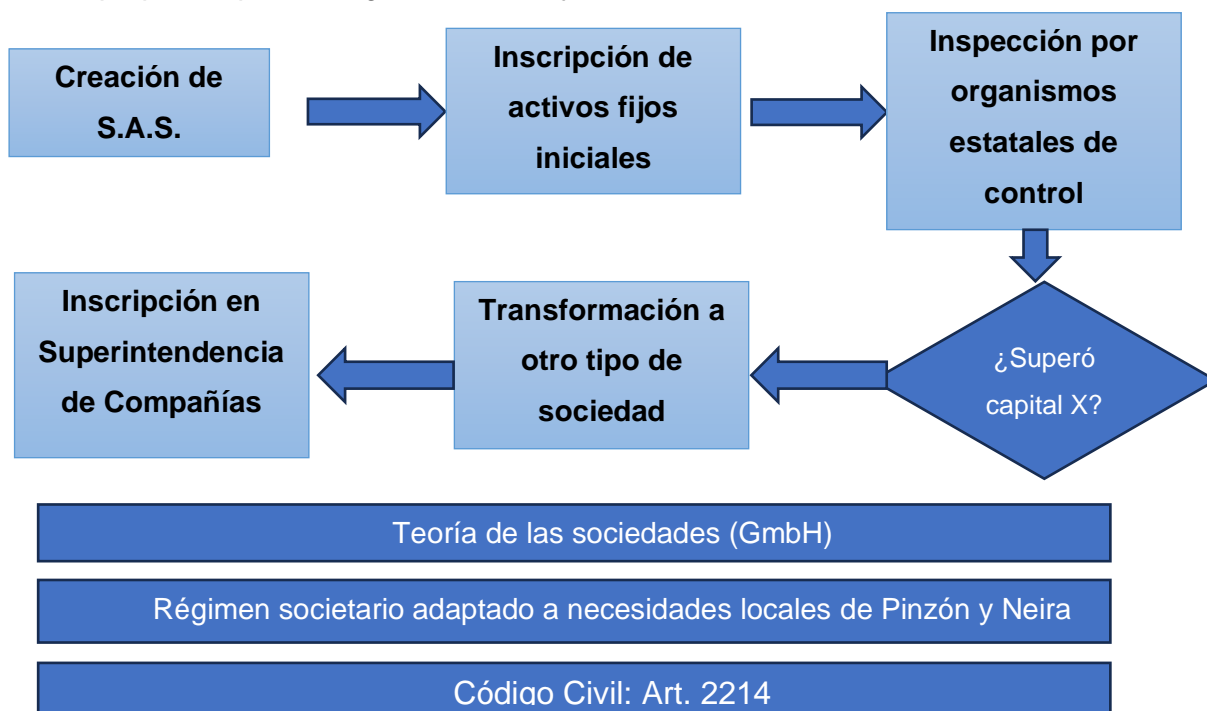 Creación de
S.A.S.
Inscripción de
activos fijos
iniciales
Inspección por
organismos
estatales de
control
¿Superó
capital X?
Transformación a
otro tipo de
sociedad
Inscripción en
Superintendencia
de Compañías
Teoría de las sociedades (GmbH)
Régimen societario adaptado a necesidades locales de Pinzón y Neira
Código Civil: Art. 2214